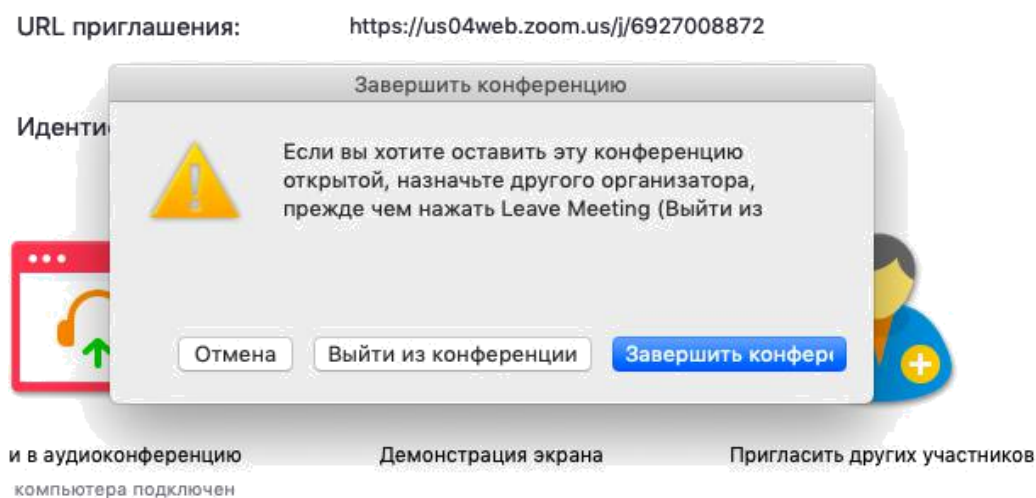 URL приглашения: https://us04web.zoom.us/j/6927008872
Завершить конференцию
Иденти
Если вы хотите оставить эту конференцию
открытой, назначьте другого организатора,
прежде чем нажать Leave Meeting (Выйти из
Отмена Выйти из конференции Завершить конфер
и в аудиоконференцию Демонстрация экрана Пригласить других участников
компьютера подключен